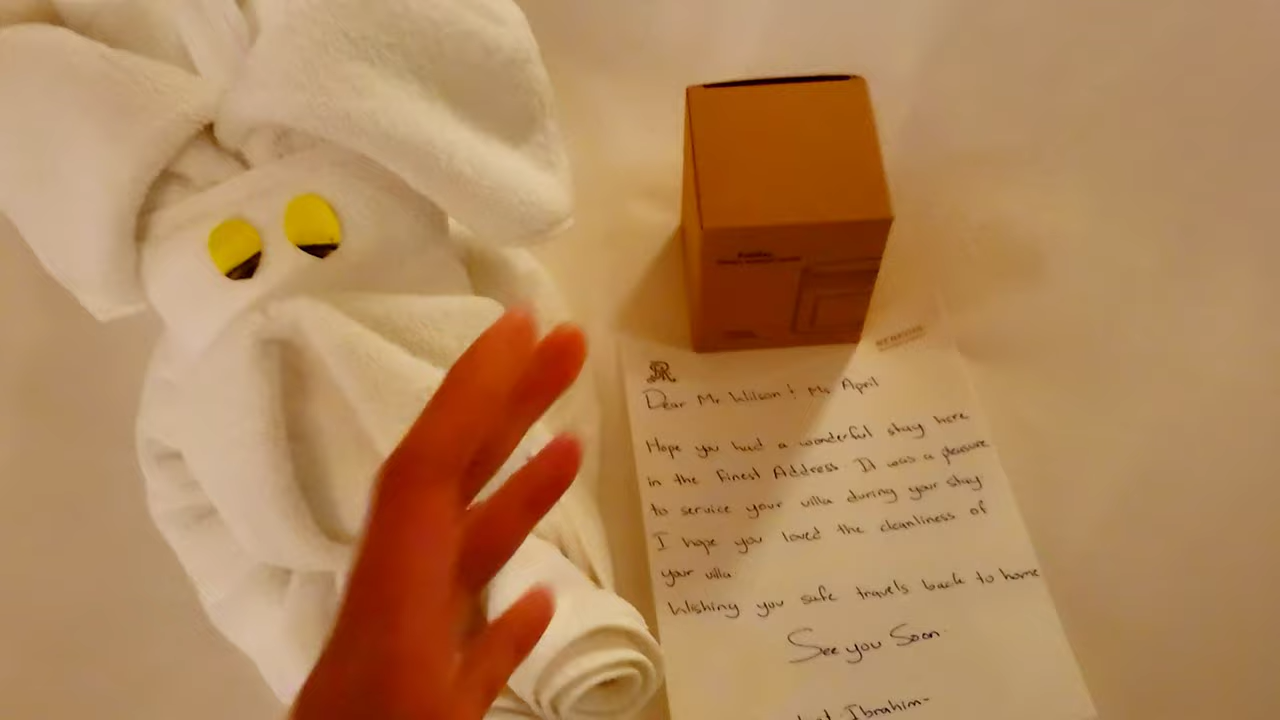 ST REGIS
Dear Mr Wilson & Ms April
Hope you had a wonderful stay here
in the Finest Address. It was a pleasure
to service your villa during your stay.
I hope you loved the cleanliness of
your villa
Wishing you safe travels back to home
See you Soon
Ibrahim-